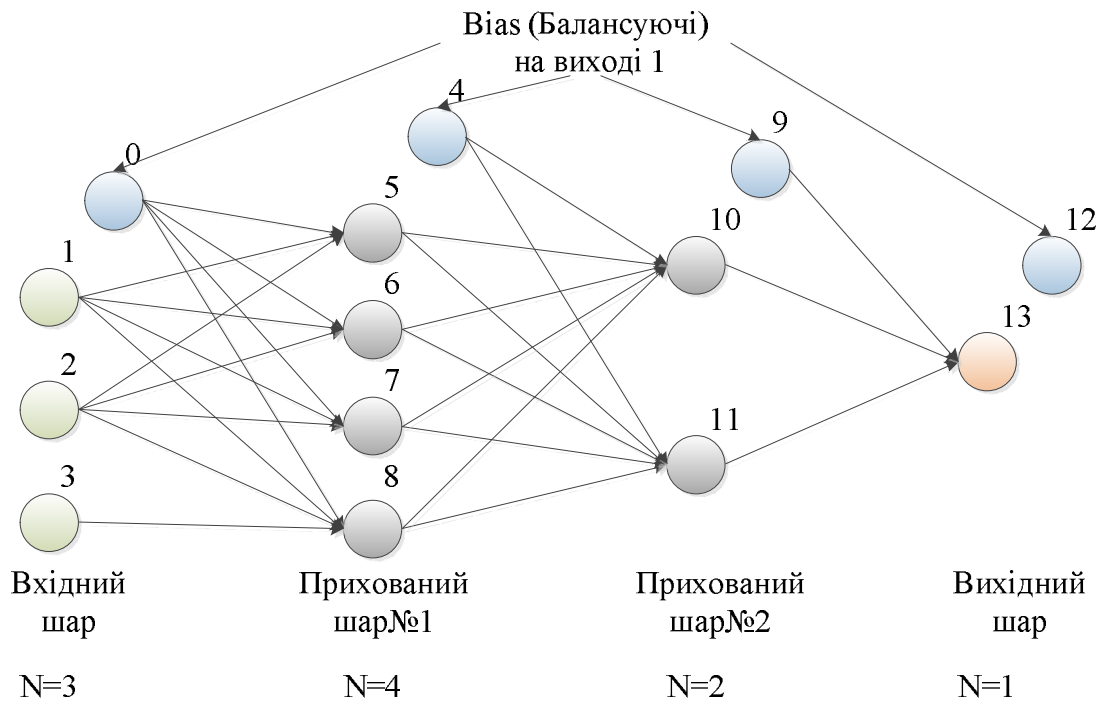 Bias (Балансуючі)
на виході 1
0
4
9
12
1
2
3
5
6
7
8
10
11
13
Вхідний
шар
N=3
Прихований
шар№1
N=4
Прихований
шар№2
N=2
Вихідний
шар
N=1